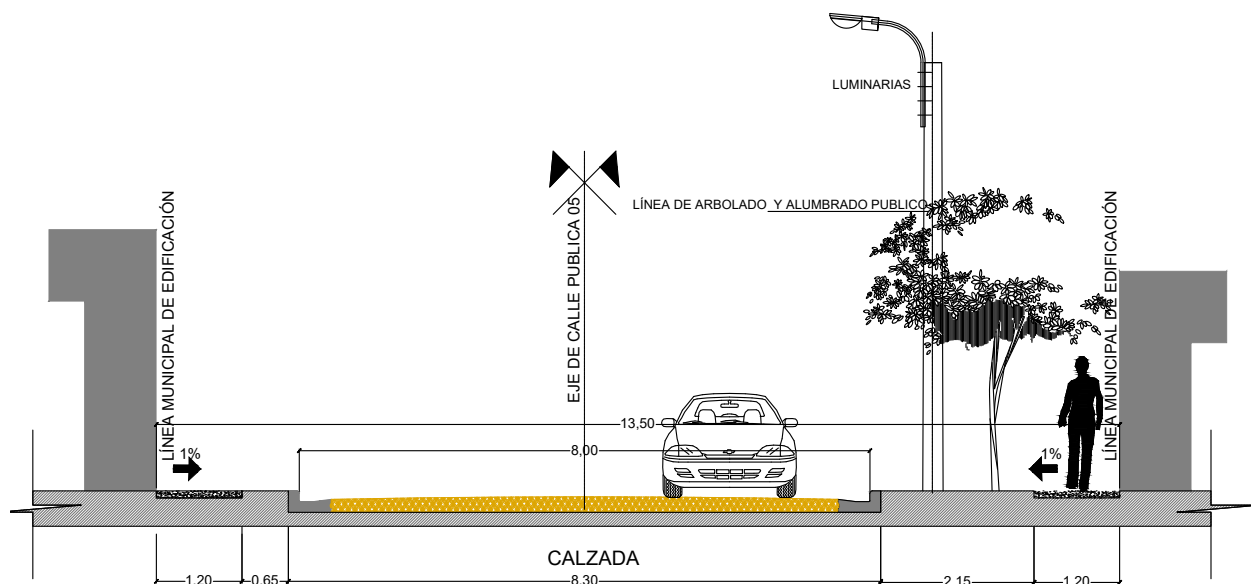 LUMINARIAS
LÍNEA DE ARBOLADO Y ALUMBRADO PUBLICO
LÍNEA MUNICIPAL DE EDIFICACIÓN
EJE DE CALLE PUBLICA 05
LÍNEA MUNICIPAL DE EDIFICACIÓN
13,50
8,00
1%
1%
CALZADA
1.20
0.65
8.30
2.15
1.20